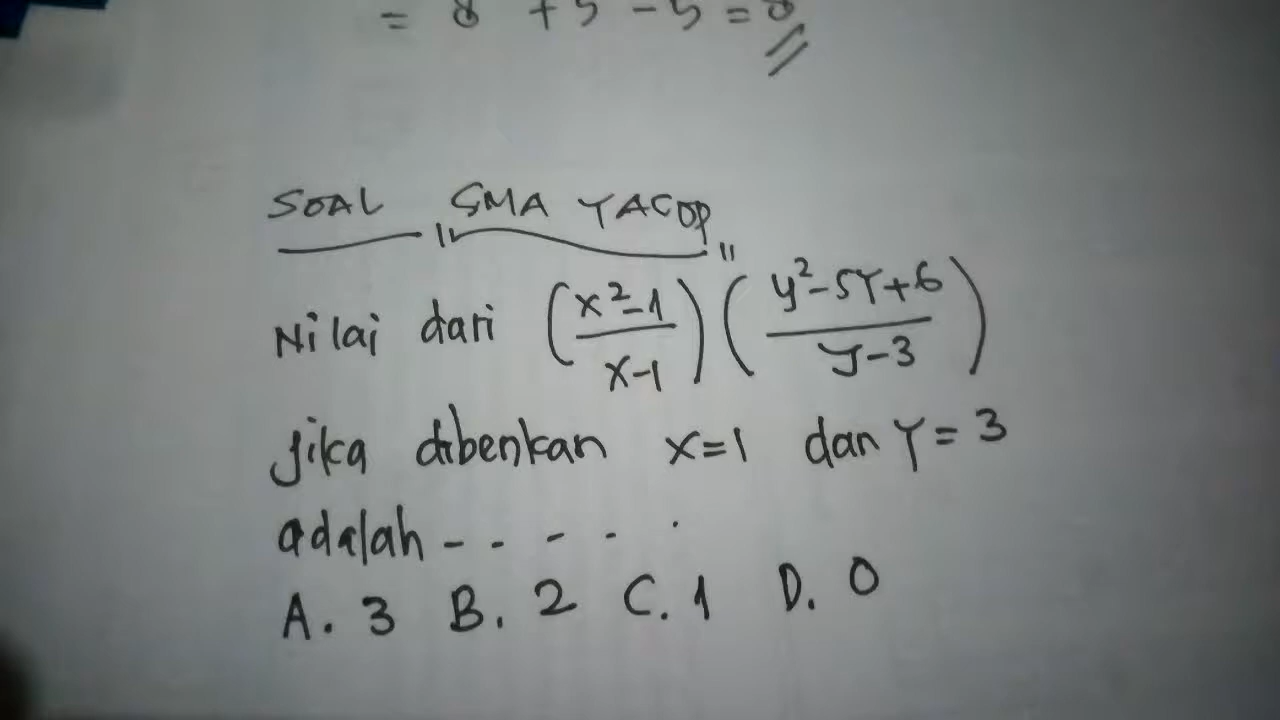 = 8 + 5 - 5 = 8
SOAL "SMA YACOP"
Nilai dari (x²-1 / x-1) (y²-5Y+6 / y-3)
jika diberikan x=1 dan Y=3
adalah - - - - .
A. 3 B. 2 C. 1 D. 0